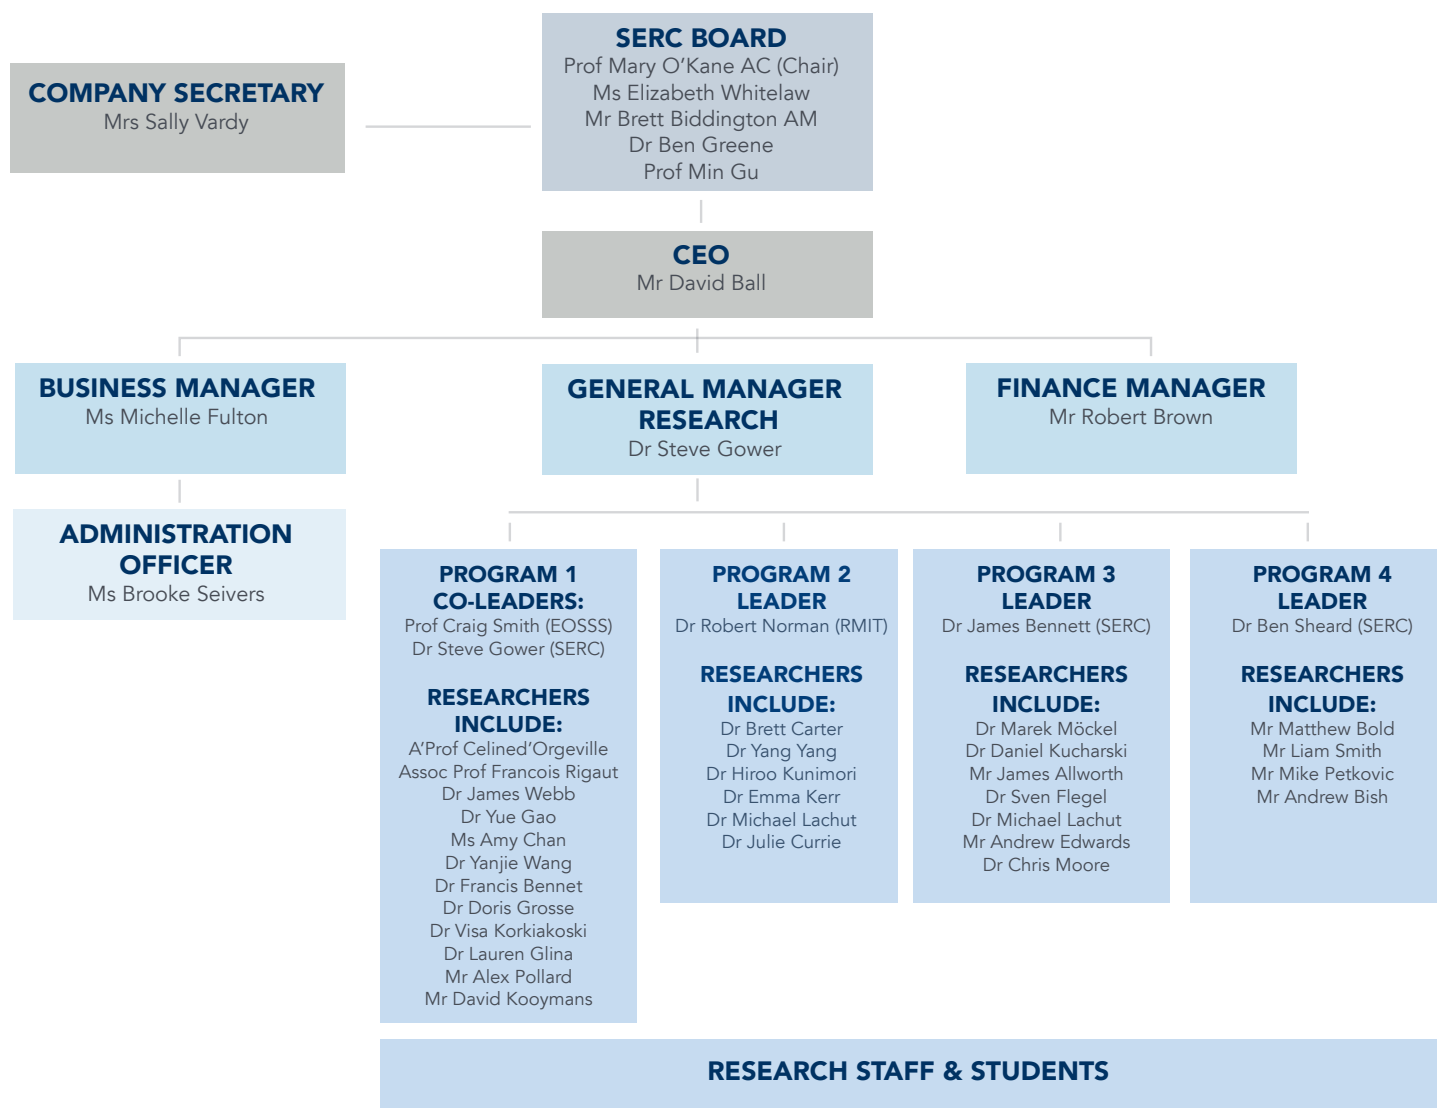 SERC BOARD
Prof Mary O'Kane AC (Chair)
Ms Elizabeth Whitelaw
Mr Brett Biddington AM
Dr Ben Greene
Prof Min Gu
COMPANY SECRETARY
Mrs Sally Vardy
CEO
Mr David Ball
BUSINESS MANAGER
Ms Michelle Fulton
GENERAL MANAGER
RESEARCH
Dr Steve Gower
FINANCE MANAGER
Mr Robert Brown
ADMINISTRATION
OFFICER
Ms Brooke Seivers
PROGRAM 1
CO-LEADERS:
Prof Craig Smith (EOSSS)
Dr Steve Gower (SERC)
RESEARCHERS
INCLUDE:
A'Prof Celined'Orgeville
Assoc Prof Francois Rigaut
Dr James Webb
Dr Yue Gao
Ms Amy Chan
Dr Yanjie Wang
Dr Francis Bennet
Dr Doris Grosse
Dr Visa Korkiakoski
Dr Lauren Glina
Mr Alex Pollard
Mr David Kooymans
PROGRAM 2
LEADER
Dr Robert Norman (RMIT)
RESEARCHERS
INCLUDE:
Dr Brett Carter
Dr Yang Yang
Dr Hiroo Kunimori
Dr Emma Kerr
Dr Michael Lachut
Dr Julie Currie
PROGRAM 3
LEADER
Dr James Bennett (SERC)
RESEARCHERS
INCLUDE:
Dr Marek Möckel
Dr Daniel Kucharski
Mr James Allworth
Dr Sven Flegel
Dr Michael Lachut
Mr Andrew Edwards
Dr Chris Moore
PROGRAM 4
LEADER
Dr Ben Sheard (SERC)
RESEARCHERS
INCLUDE:
Mr Matthew Bold
Mr Liam Smith
Mr Mike Petkovic
Mr Andrew Bish
RESEARCH STAFF & STUDENTS